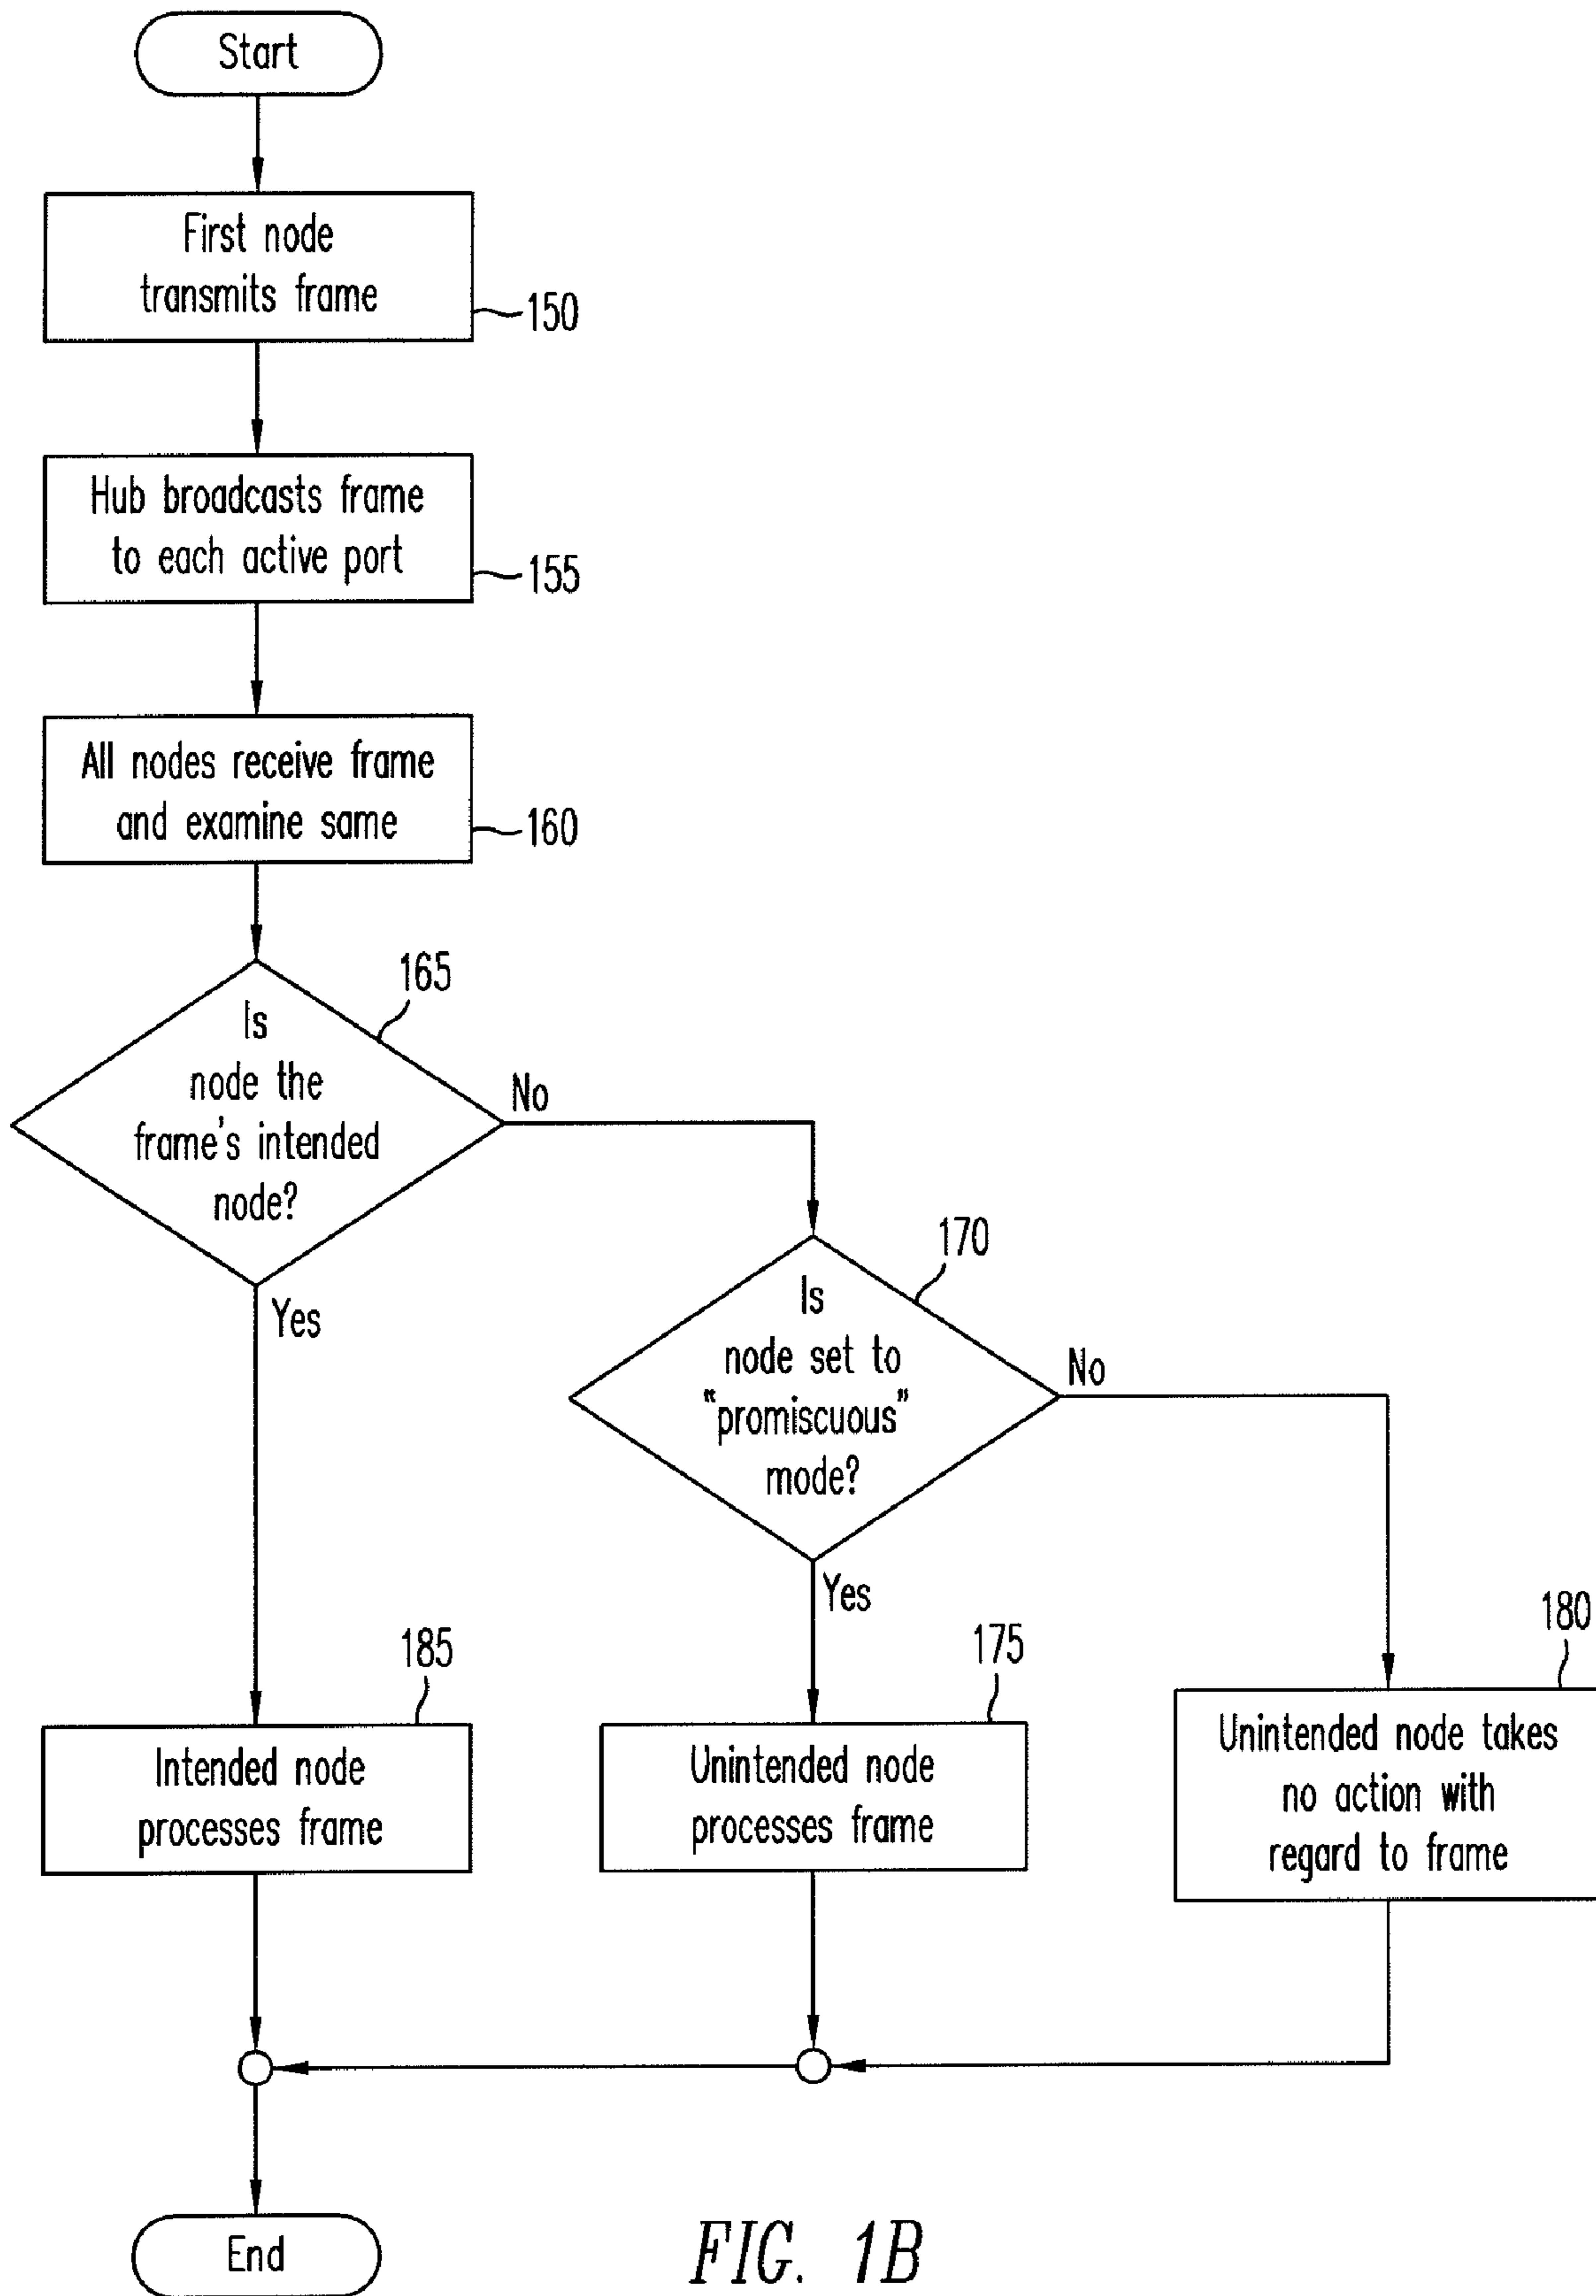 Start
First node
transmits frame
150
Hub broadcasts frame
to each active port
155
All nodes receive frame
and examine same
160
165
Is
node the
frame's intended
node?
No
Yes
170
Is
node set to
"promiscuous"
mode?
No
Yes
185
Intended node
processes frame
175
Unintended node
processes frame
180
Unintended node takes
no action with
regard to frame
End
FIG. 1B